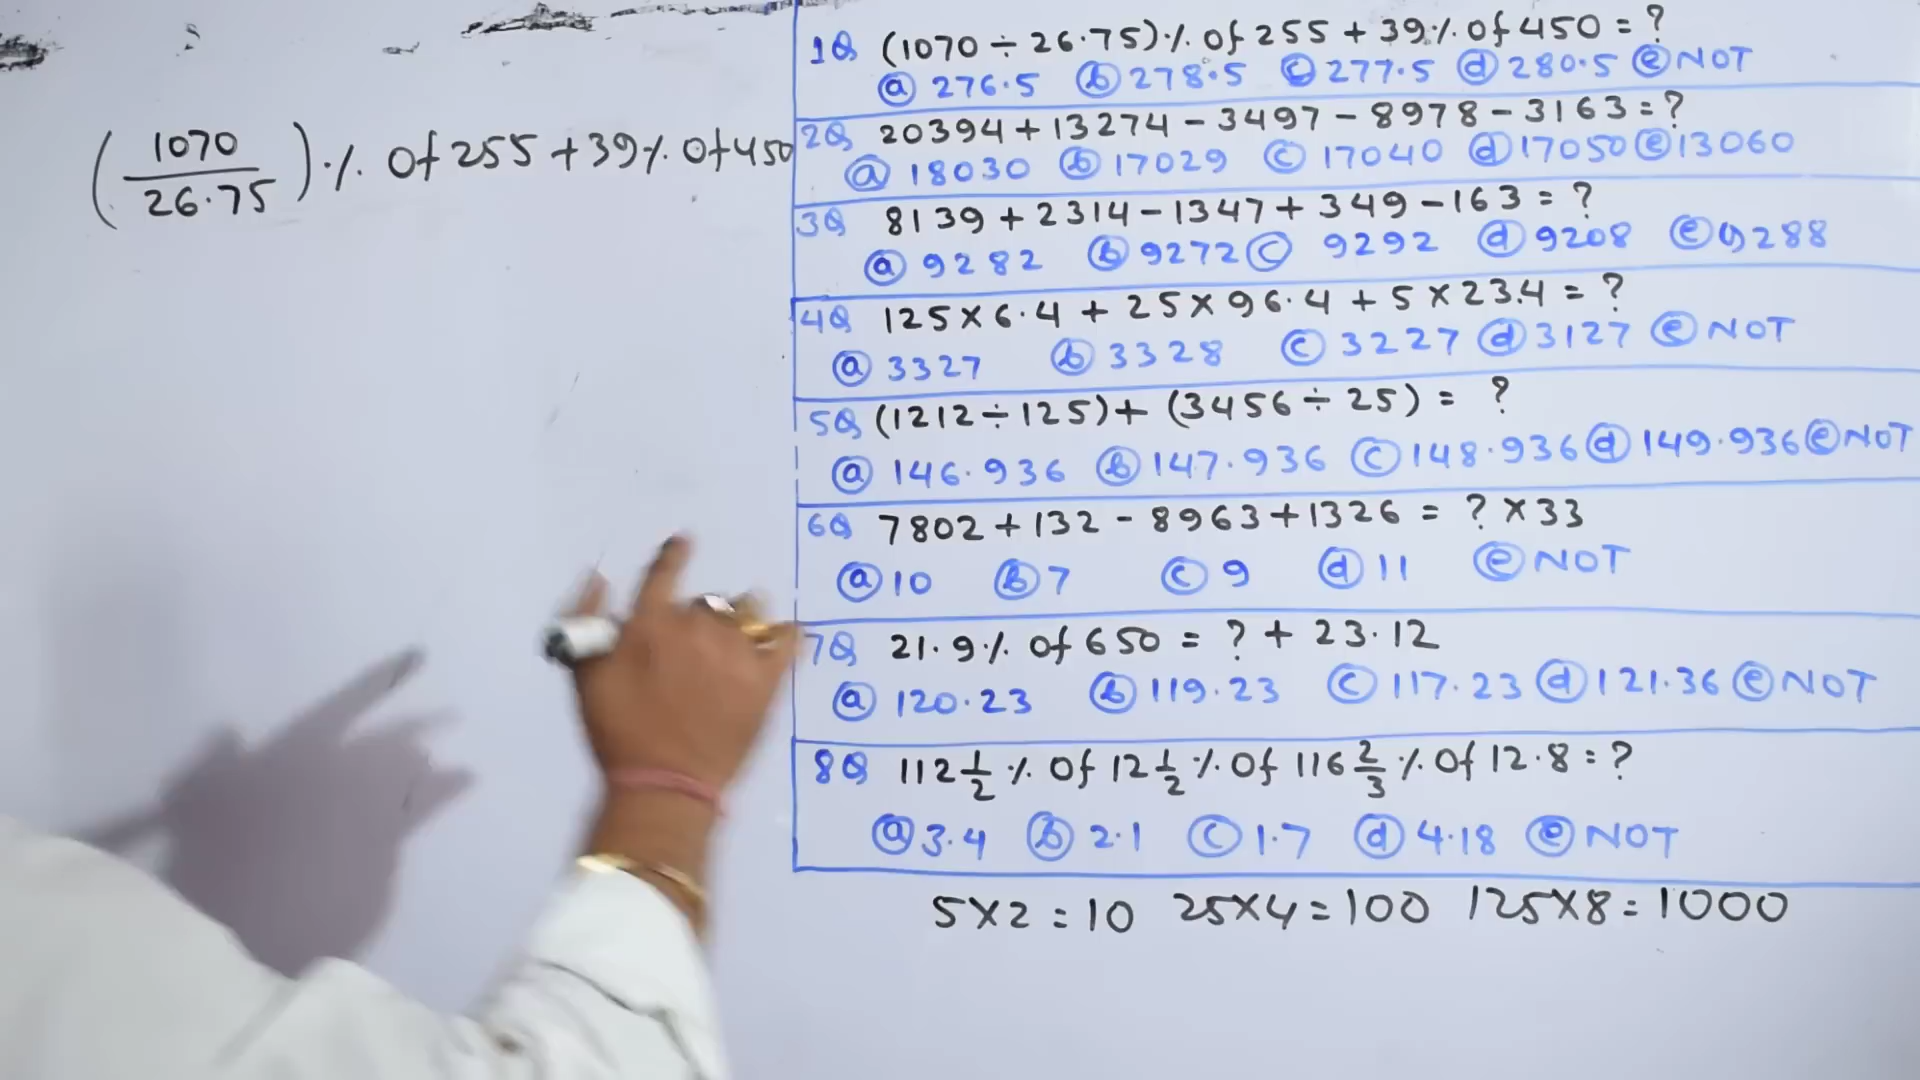 (1070/26.75)·/. Of 255 + 39·/. Of 450
1Q (1070 ÷ 26.75)·/. Of 255 + 39·/. Of 450 = ?
ⓐ 276.5 ⓑ 278.5 ⓒ 277.5 ⓓ 280.5 ⓔ NOT
2Q 20394 + 13274 - 3497 - 8978 - 3163 = ?
ⓐ 18030 ⓑ 17029 ⓒ 17040 ⓓ 17050 ⓔ 13060
3Q 8139 + 2314 - 1347 + 349 - 163 = ?
ⓐ 9282 ⓑ 9272 ⓒ 9292 ⓓ 9208 ⓔ 9288
4Q 125 × 6.4 + 25 × 96.4 + 5 × 23.4 = ?
ⓐ 3327 ⓑ 3328 ⓒ 3227 ⓓ 3127 ⓔ NOT
5Q (1212 ÷ 125) + (3456 ÷ 25) = ?
ⓐ 146.936 ⓑ 147.936 ⓒ 148.936 ⓓ 149.936 ⓔ NOT
6Q 7802 + 132 - 8963 + 1326 = ? × 33
ⓐ 10 ⓑ 7 ⓒ 9 ⓓ 11 ⓔ NOT
7Q 21.9·/. Of 650 = ? + 23.12
ⓐ 120.23 ⓑ 119.23 ⓒ 117.23 ⓓ 121.36 ⓔ NOT
8Q 112 1/2 ·/. Of 12 1/2 ·/. Of 116 2/3 ·/. Of 12.8 = ?
ⓐ 3.4 ⓑ 2.1 ⓒ 1.7 ⓓ 4.18 ⓔ NOT
5×2 = 10 25×4 = 100 125×8 = 1000